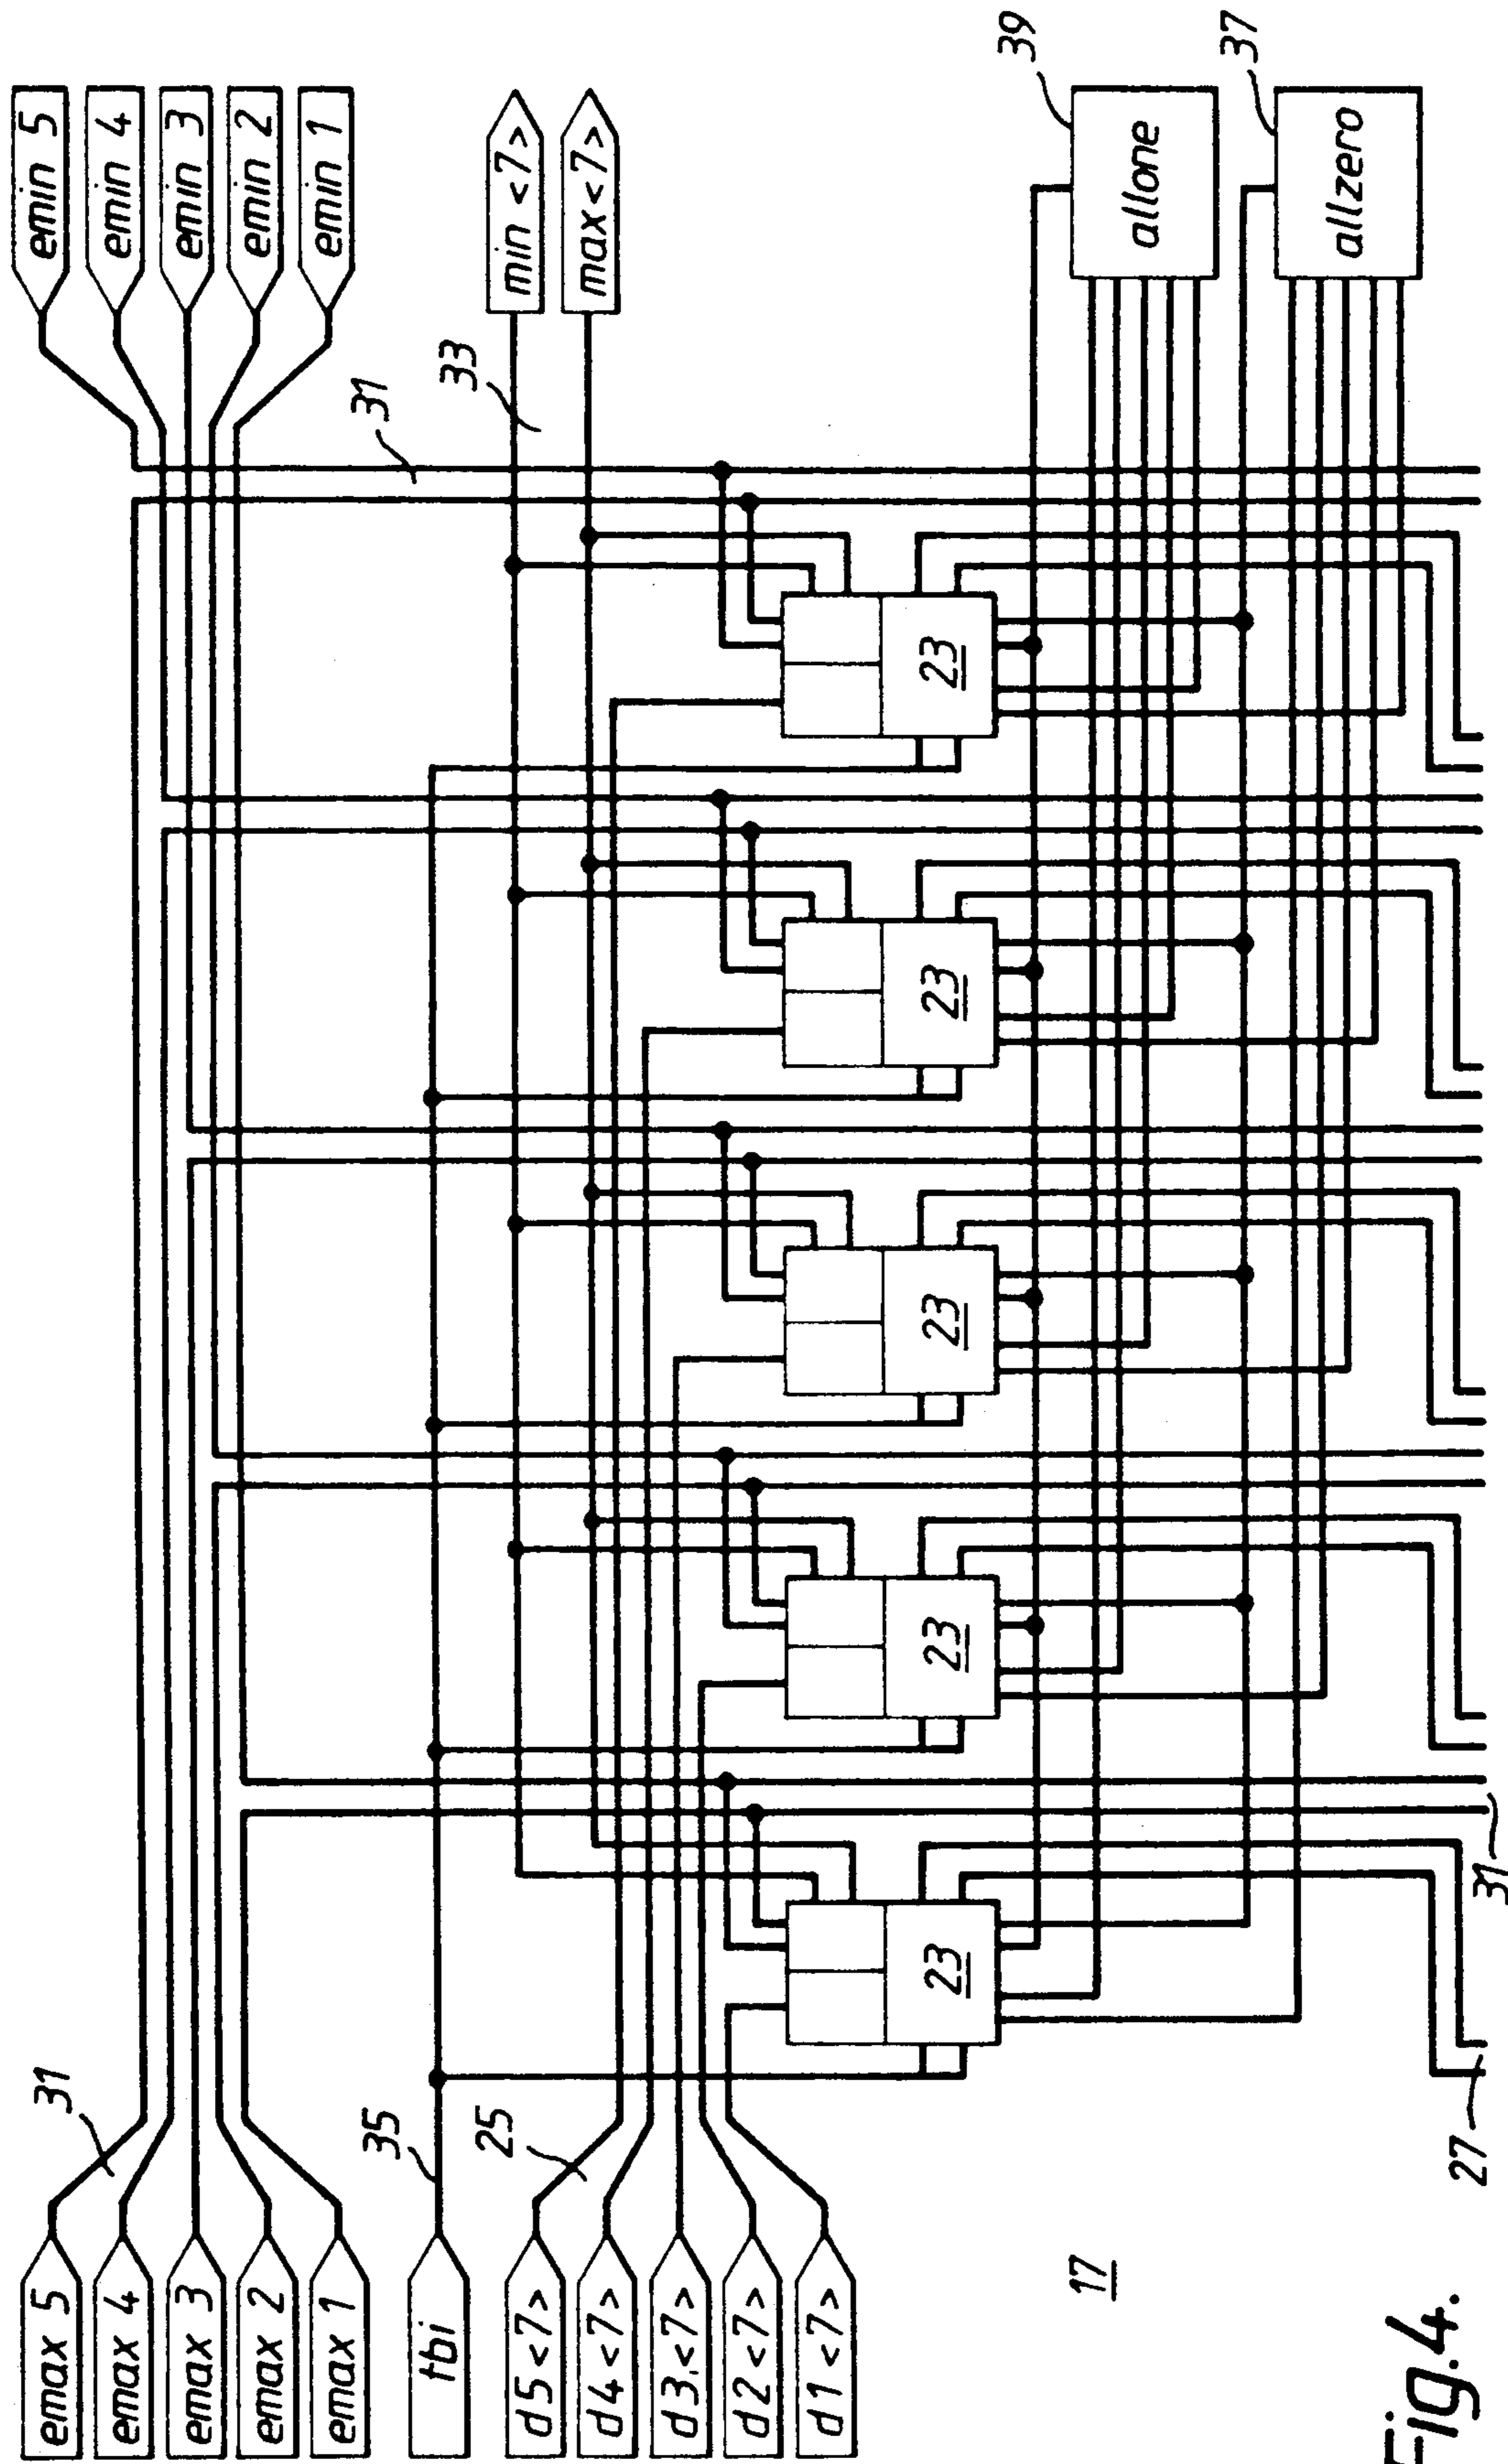 emax 5
emax 4
emax 3
emax 2
emax 1
tbi
d5<7>
d4<7>
d3<7>
d2<7>
d1<7>
31
35
25
17
Fig.4.
27
31
23
23
23
23
23
31
33
emin 5
emin 4
emin 3
emin 2
emin 1
min <7>
max<7>
39
allone
37
allzero